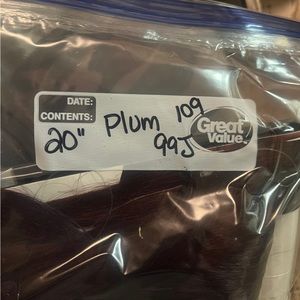 DATE:
CONTENTS:
20" Plum 109
99J
Great Value